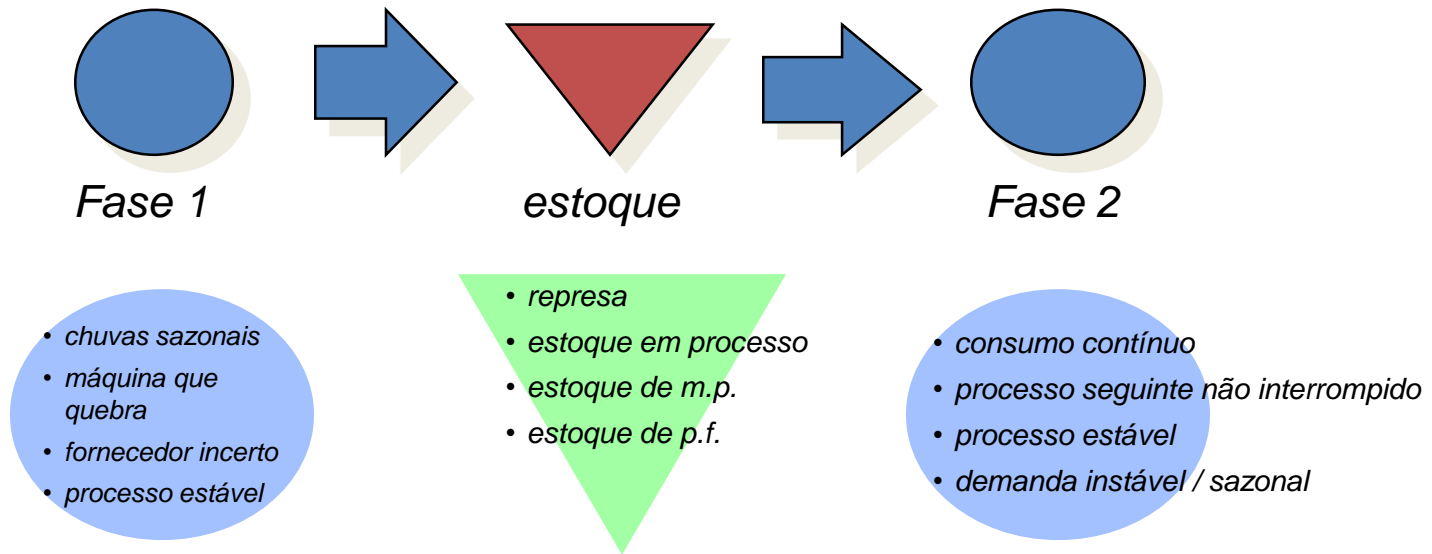 Fase 1
estoque
Fase 2
• chuvas sazonais
• máquina que
quebra
• fornecedor incerto
• processo estável
• represa
• estoque em processo
• estoque de m.p.
• estoque de p.f.
• consumo contínuo
• processo seguinte não interrompido
• processo estável
• demanda instável / sazonal